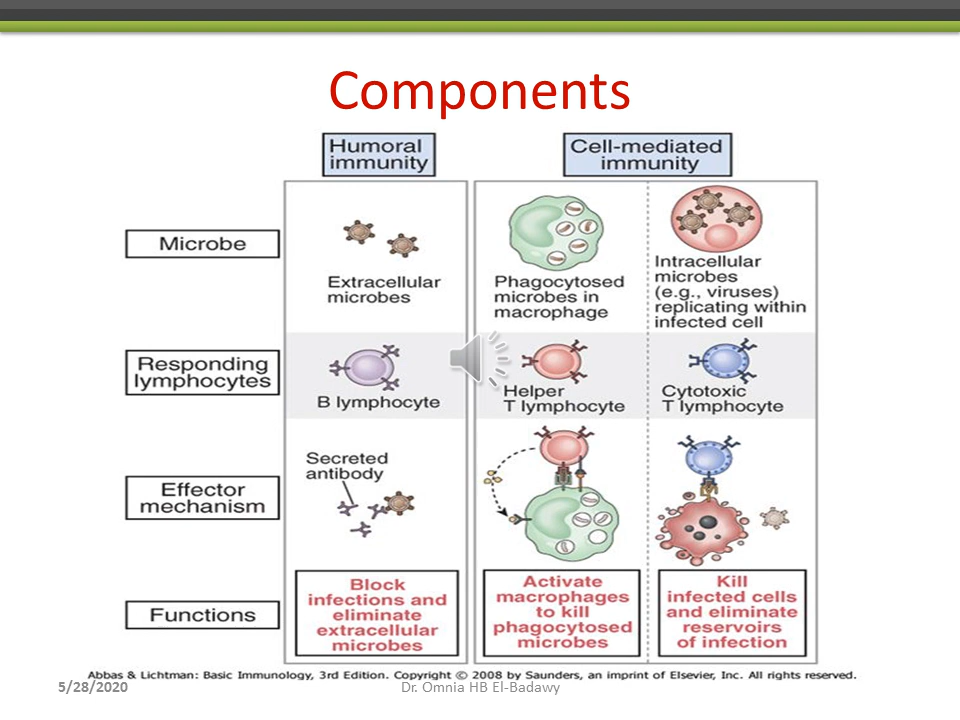 Components
Humoral
immunity
Cell-mediated
immunity
Microbe
Extracellular
microbes
Phagocytosed
microbes in
macrophage
Intracellular
microbes
(e.g., viruses)
replicating within
infected cell
Responding
lymphocytes
B lymphocyte
Helper
T lymphocyte
Cytotoxic
T lymphocyte
Effector
mechanism
Secreted
antibody
Functions
Block
infections and
eliminate
extracellular
microbes
Activate
macrophages
to kill
phagocytosed
microbes
Kill
infected cells
and eliminate
reservoirs
of infection
Abbas & Lichtman: Basic Immunology, 3rd Edition. Copyright © 2008 by Saunders, an imprint of Elsevier, Inc. All rights reserved.
5/28/2020
Dr. Omnia HB El-Badawy